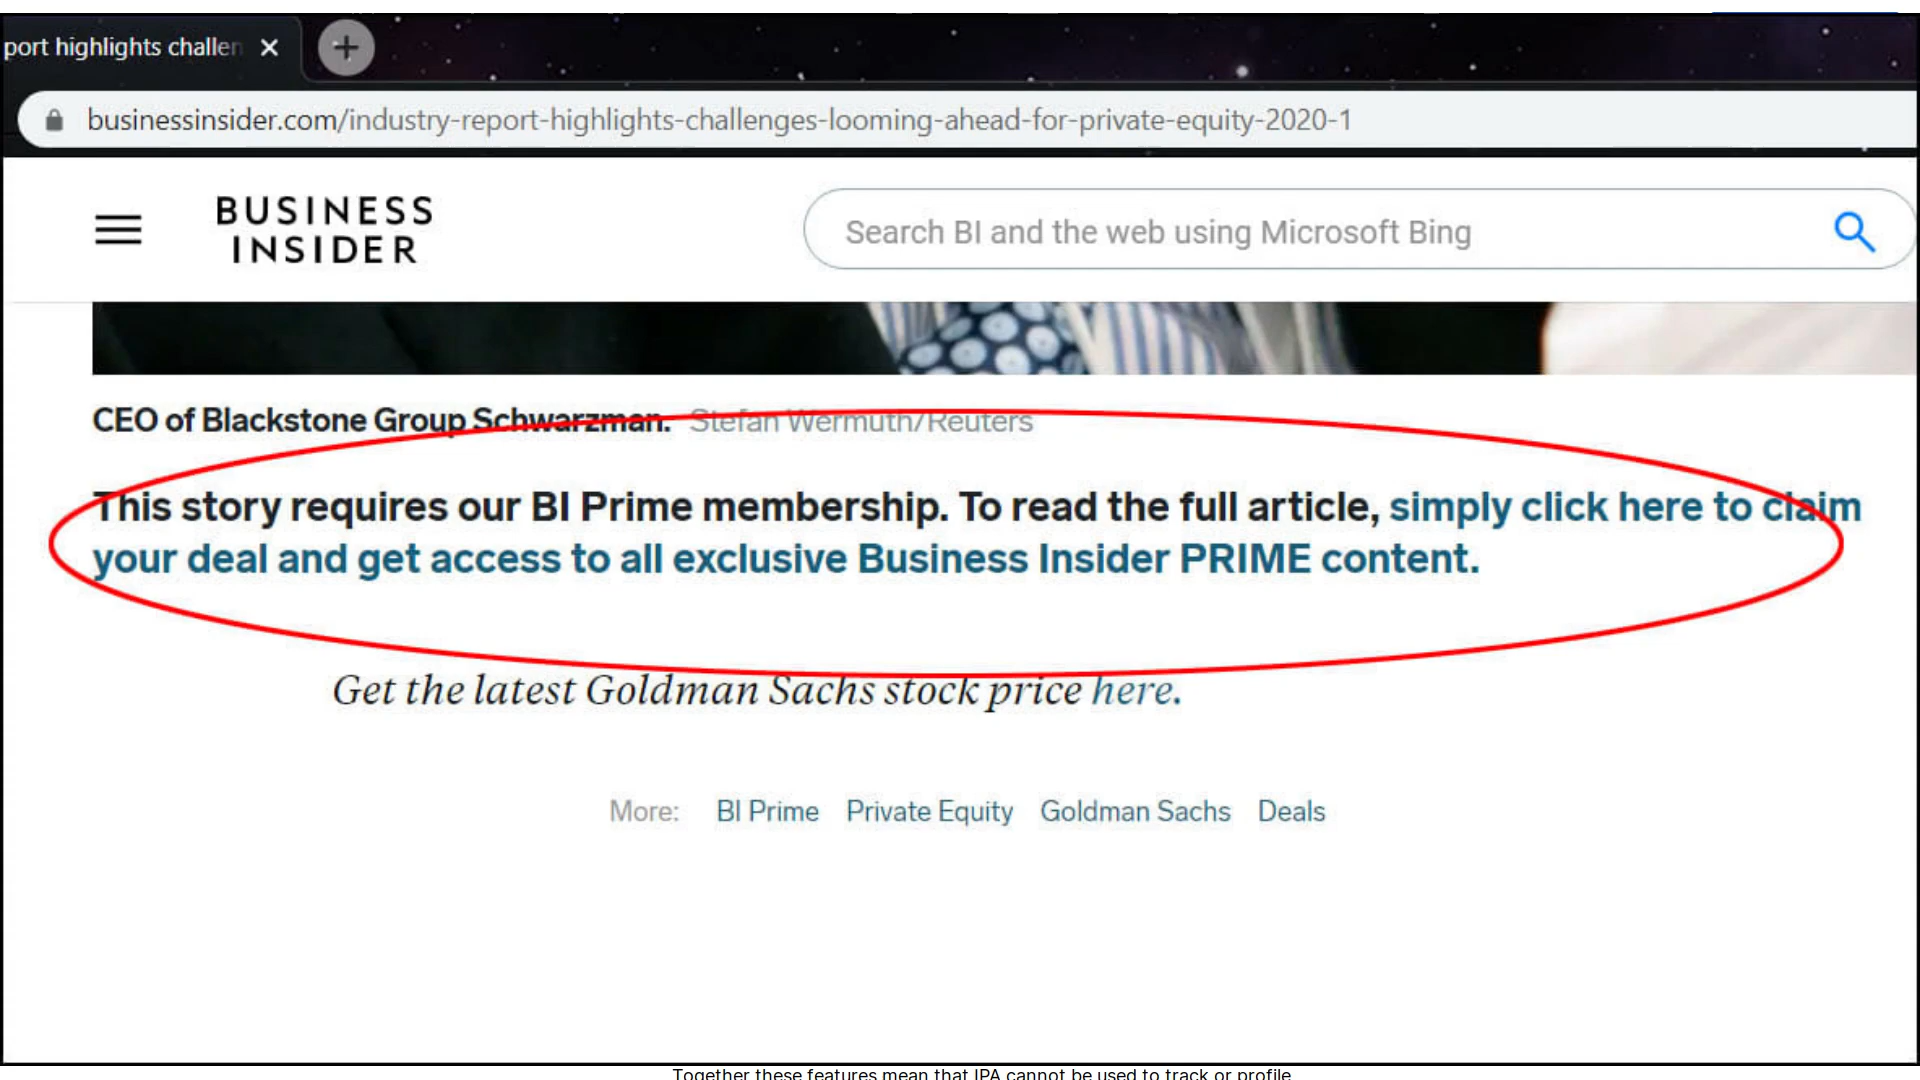 port highlights challen
businessinsider.com/industry-report-highlights-challenges-looming-ahead-for-private-equity-2020-1
BUSINESS
INSIDER
Search BI and the web using Microsoft Bing
CEO of Blackstone Group Schwarzman. Stefan Wermuth/Reuters
This story requires our BI Prime membership. To read the full article, simply click here to claim
your deal and get access to all exclusive Business Insider PRIME content.
Get the latest Goldman Sachs stock price here.
More: BI Prime Private Equity Goldman Sachs Deals
Together these features mean that IPA cannot be used to track or profile